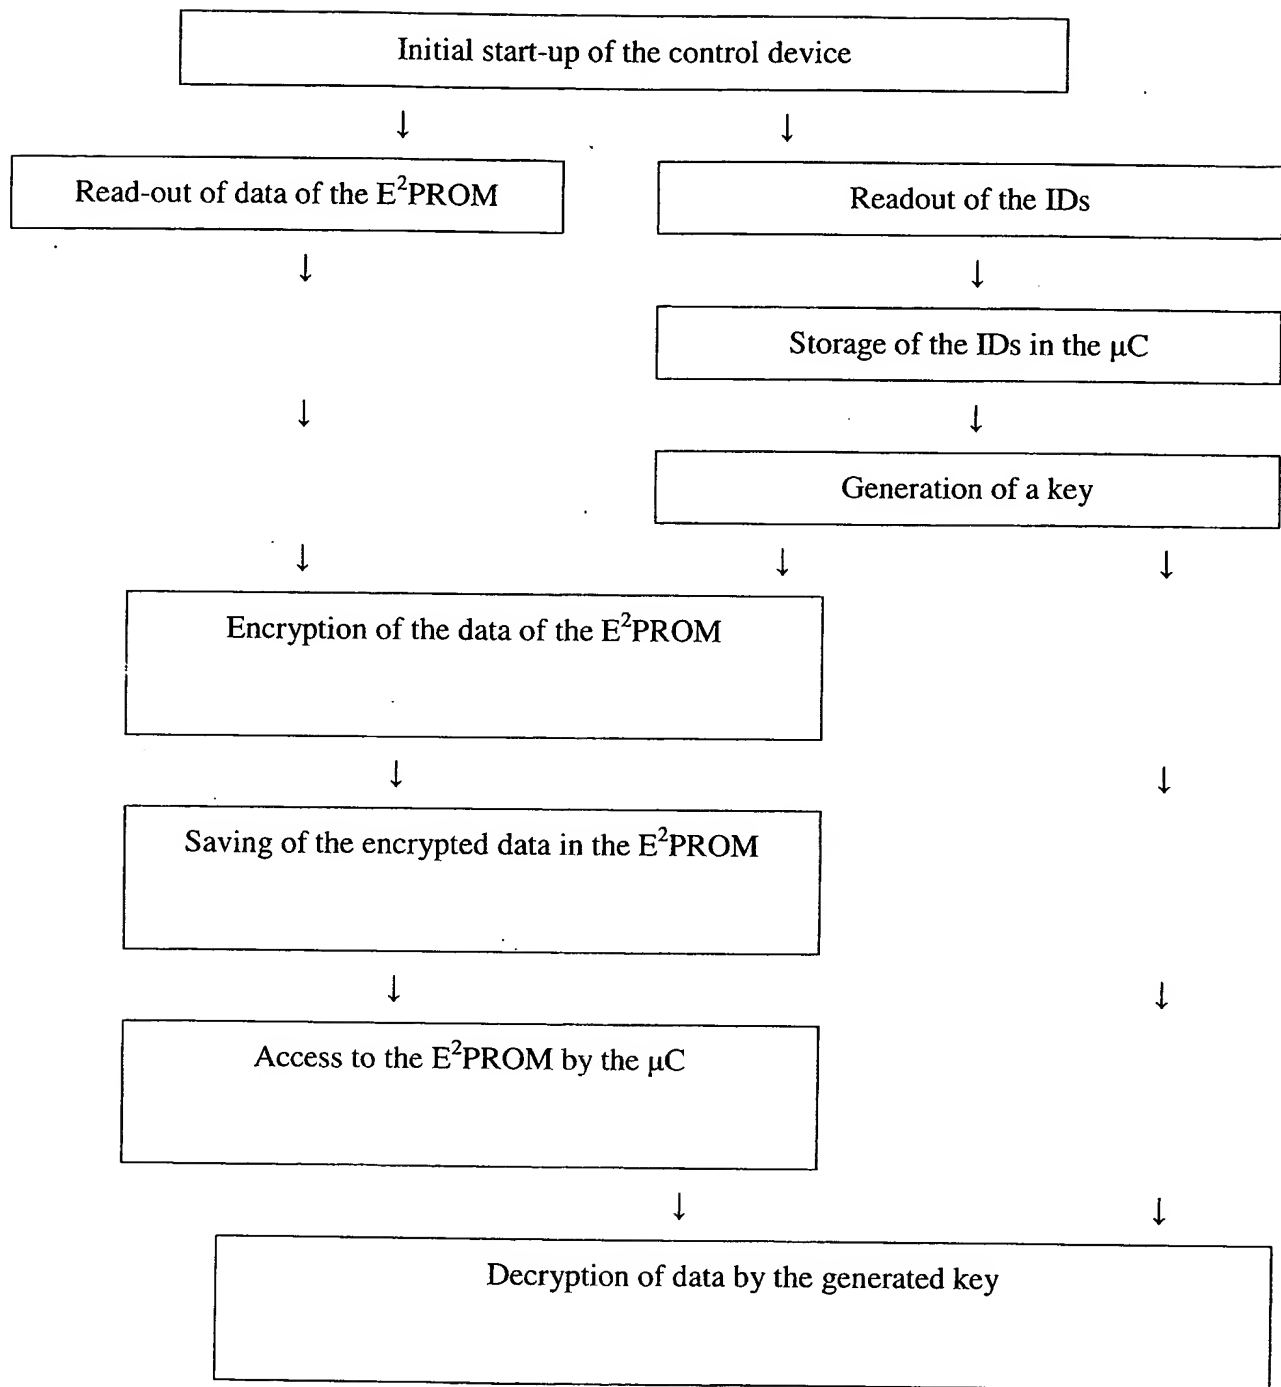 Initial start-up of the control device
↓ ↓
Read-out of data of the E²PROM
Readout of the IDs
↓ ↓
Storage of the IDs in the µC
↓ ↓
Generation of a key
↓ ↓ ↓
Encryption of the data of the E²PROM
↓ ↓
Saving of the encrypted data in the E²PROM
↓ ↓
Access to the E²PROM by the µC
↓ ↓
Decryption of data by the generated key